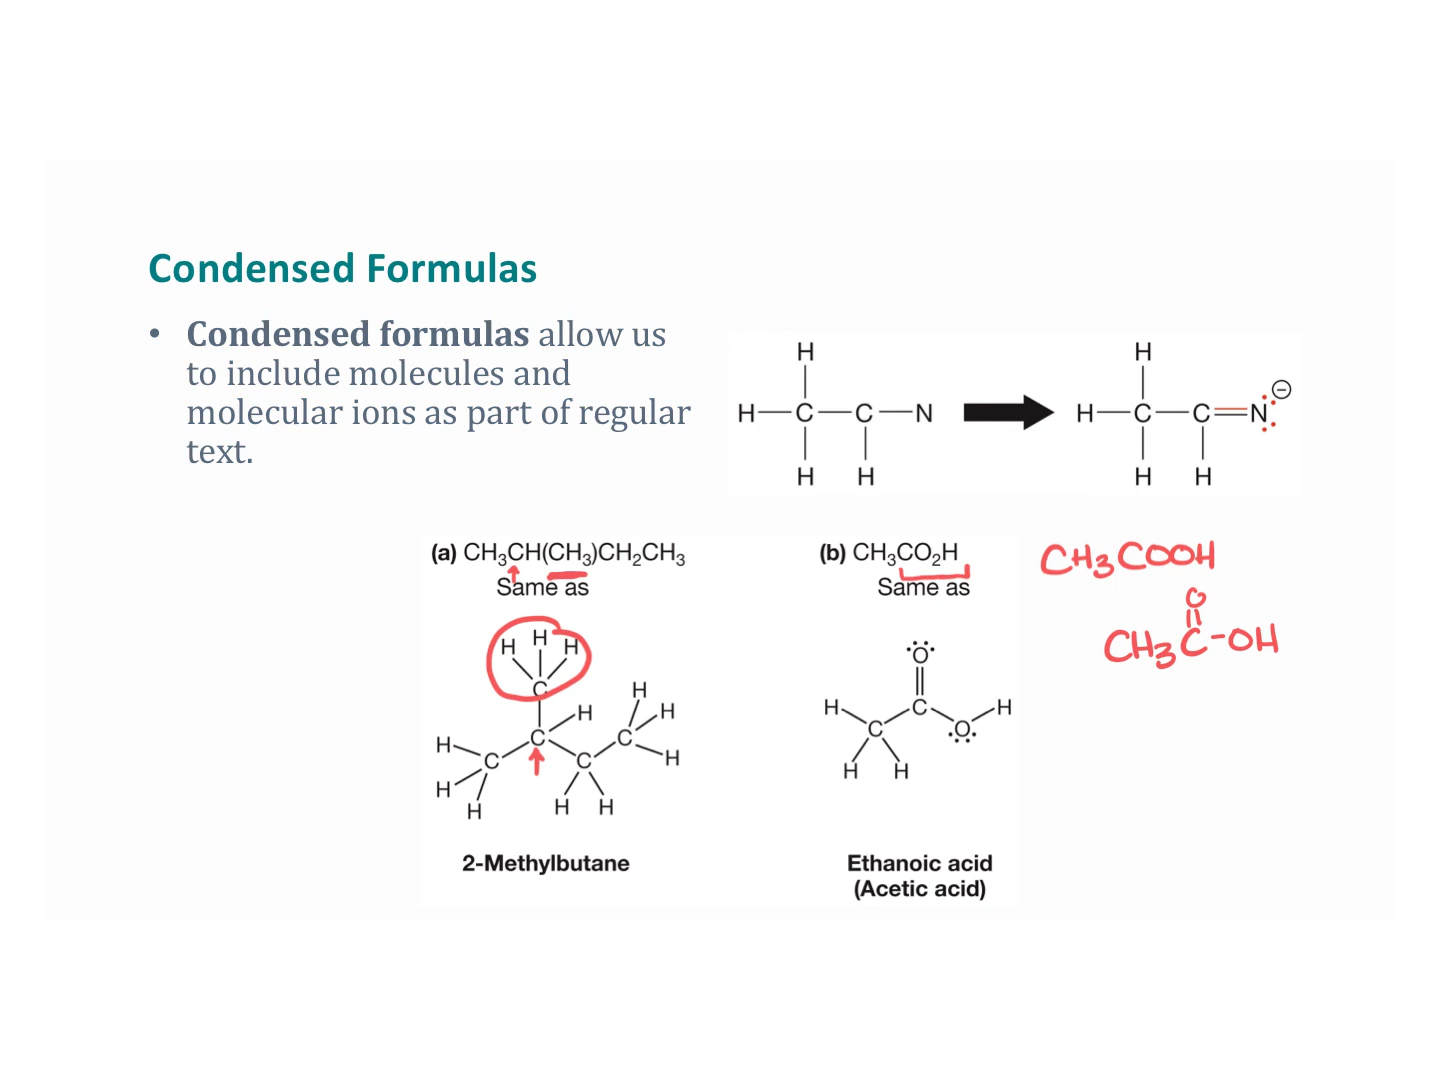 Condensed Formulas
• Condensed formulas allow us
to include molecules and
molecular ions as part of regular
text.
H H
H—C—C—N H—C—C=N:⊖
H H H H
(a) CH₃CH(CH₃)CH₂CH₃
Same as
H H H
C
H H H
H C C C H
H C
H H H
2-Methylbutane
(b) CH₃CO₂H
Same as
O
H C H
C O
H H
Ethanoic acid
(Acetic acid)
CH₃COOH
O
CH₃C-OH